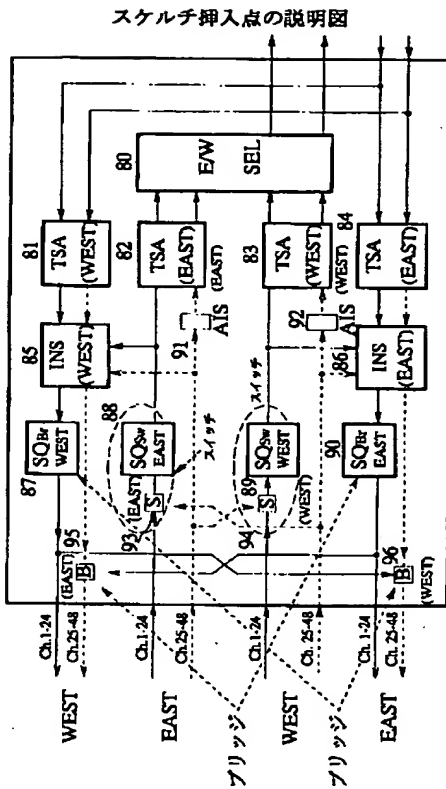 スケルチ挿入点の説明図
80
E/W
SEL
81
TSA
(WEST)
82
TSA
(EAST)
(EAST)
83
TSA
(WEST)
(WEST)
84
TSA
(EAST)
85
INS
(WEST)
91
AIS
92
AIS
86
INS
(EAST)
87
SQBr
WEST
88
SQSw
EAST
スイッチ
スイッチ
89
SQSw
WEST
(WEST)
90
SQBr
EAST
93
S
(EAST)
94
S
95
B
(EAST)
96
B
(WEST)
Ch.1-24
Ch.25-48
Ch.1-24
Ch.25-48
Ch.1-24
Ch.25-48
Ch.1-24
Ch.25-48
WEST
EAST
WEST
EAST
ブリッジ
ブリッジ